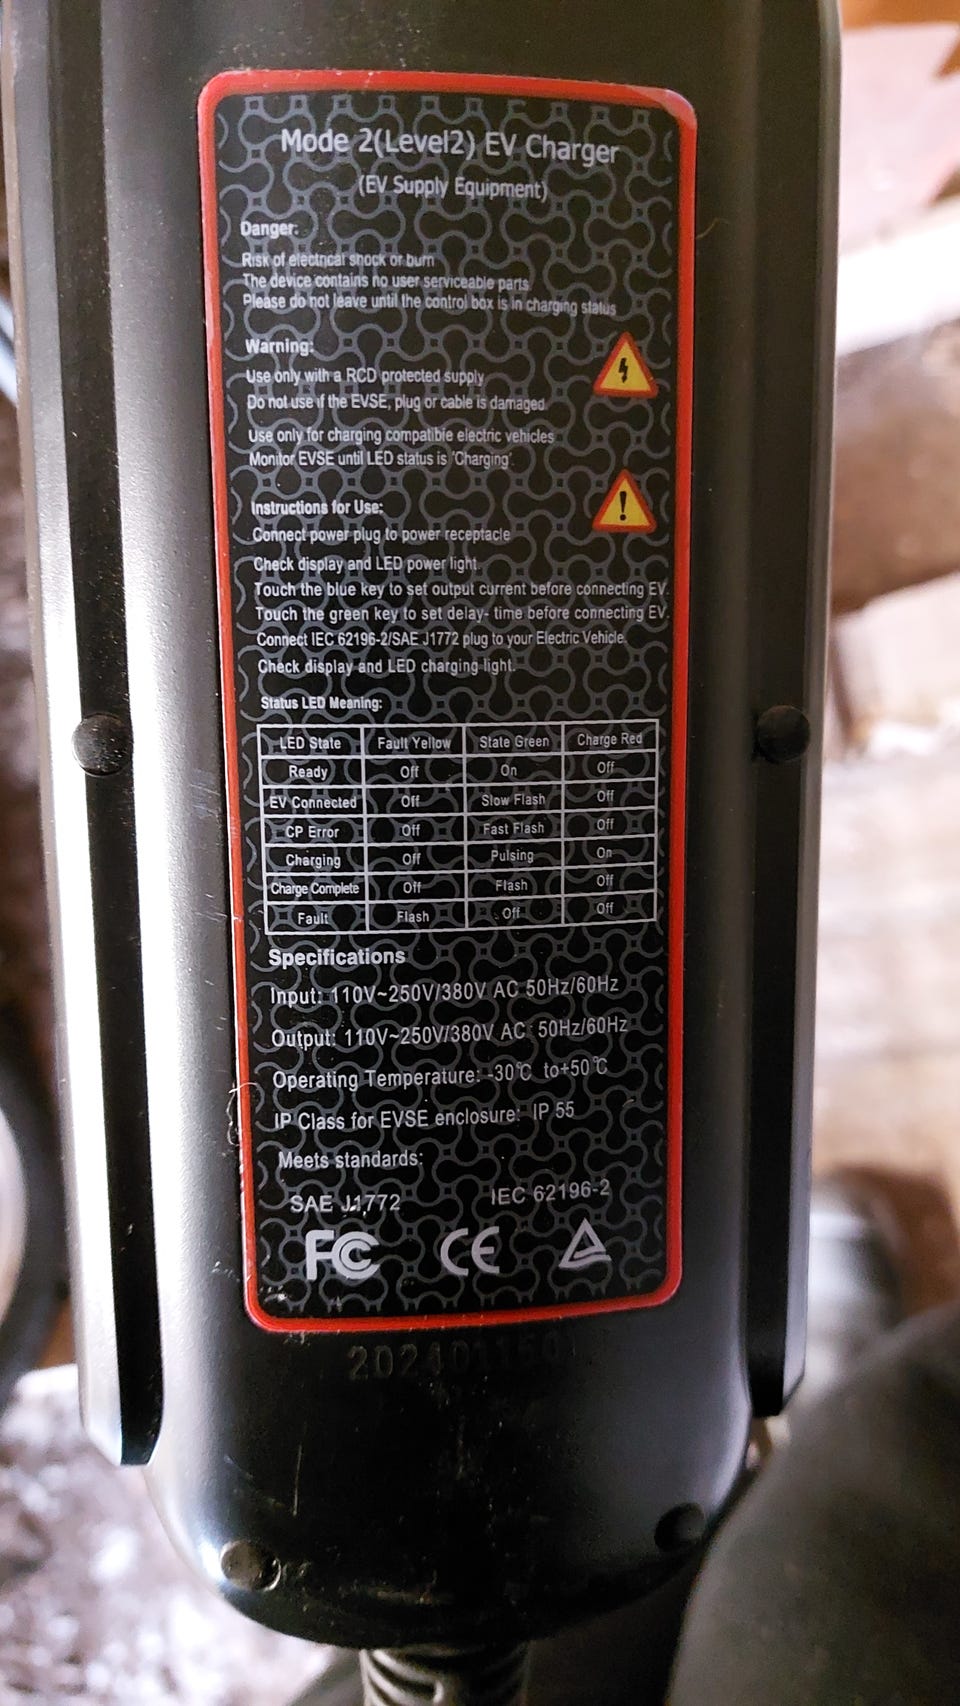 Mode 2(Level2) EV Charger
(EV Supply Equipment)
Danger:
Risk of electrical shock or burn
The device contains no user serviceable parts
Please do not leave until the control box is in charging status
Warning:
Use only with a RCD protected supply
Do not use if the EVSE, plug or cable is damaged
Use only for charging compatible electric vehicles
Monitor EVSE until LED status is 'Charging'.
Instructions for Use:
Connect power plug to power receptacle
Check display and LED power light.
Touch the blue key to set output current before connecting EV.
Touch the green key to set delay- time before connecting EV.
Connect IEC 62196-2/SAE J1772 plug to your Electric Vehicle.
Check display and LED charging light.
Status LED Meaning:
LED State Fault Yellow State Green Charge Red
Ready Off On Off
EV Connected Off Slow Flash Off
CP Error Off Fast Flash Off
Charging Off Pulsing On
Charge Complete Off Flash Off
Fault Flash Off Off
Specifications
Input: 110V~250V/380V AC 50Hz/60Hz
Output: 110V~250V/380V AC 50Hz/60Hz
Operating Temperature: -30℃ to+50℃
IP Class for EVSE enclosure: IP 55
Meets standards:
SAE J1772 IEC 62196-2
FC CE